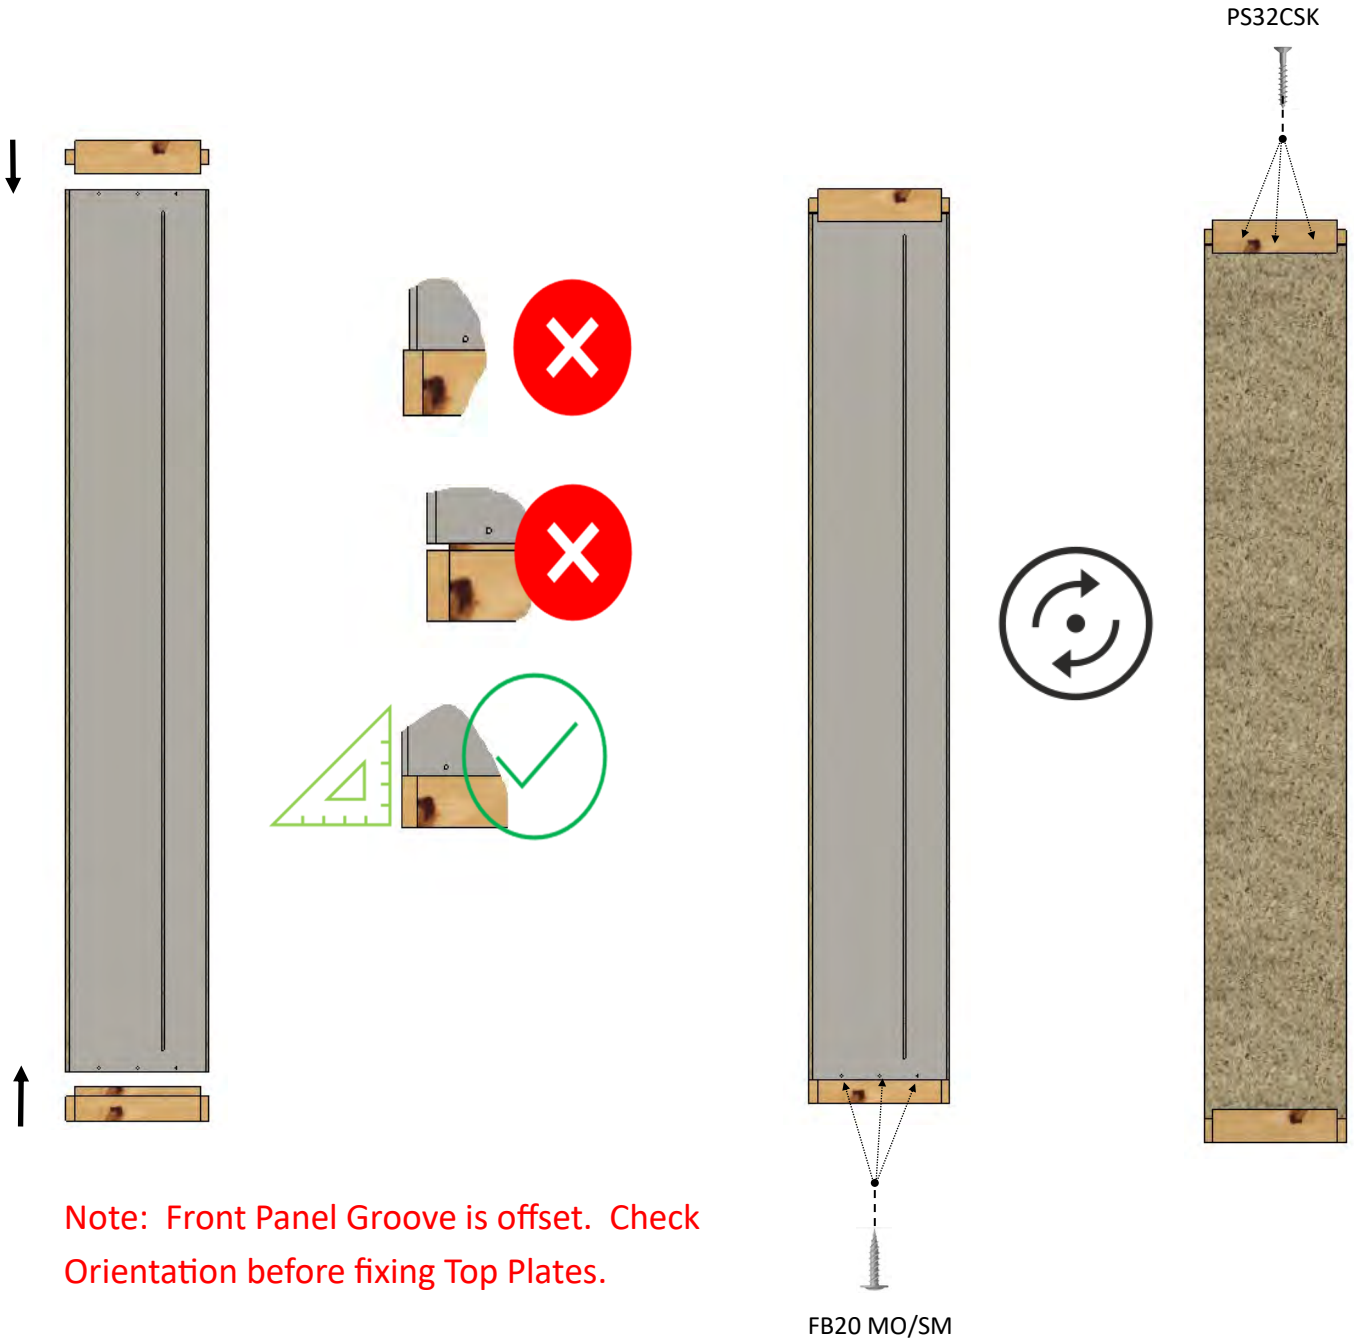 PS32CSK
Note:  Front Panel Groove is offset.  Check
Orientation before fixing Top Plates.
FB20 MO/SM